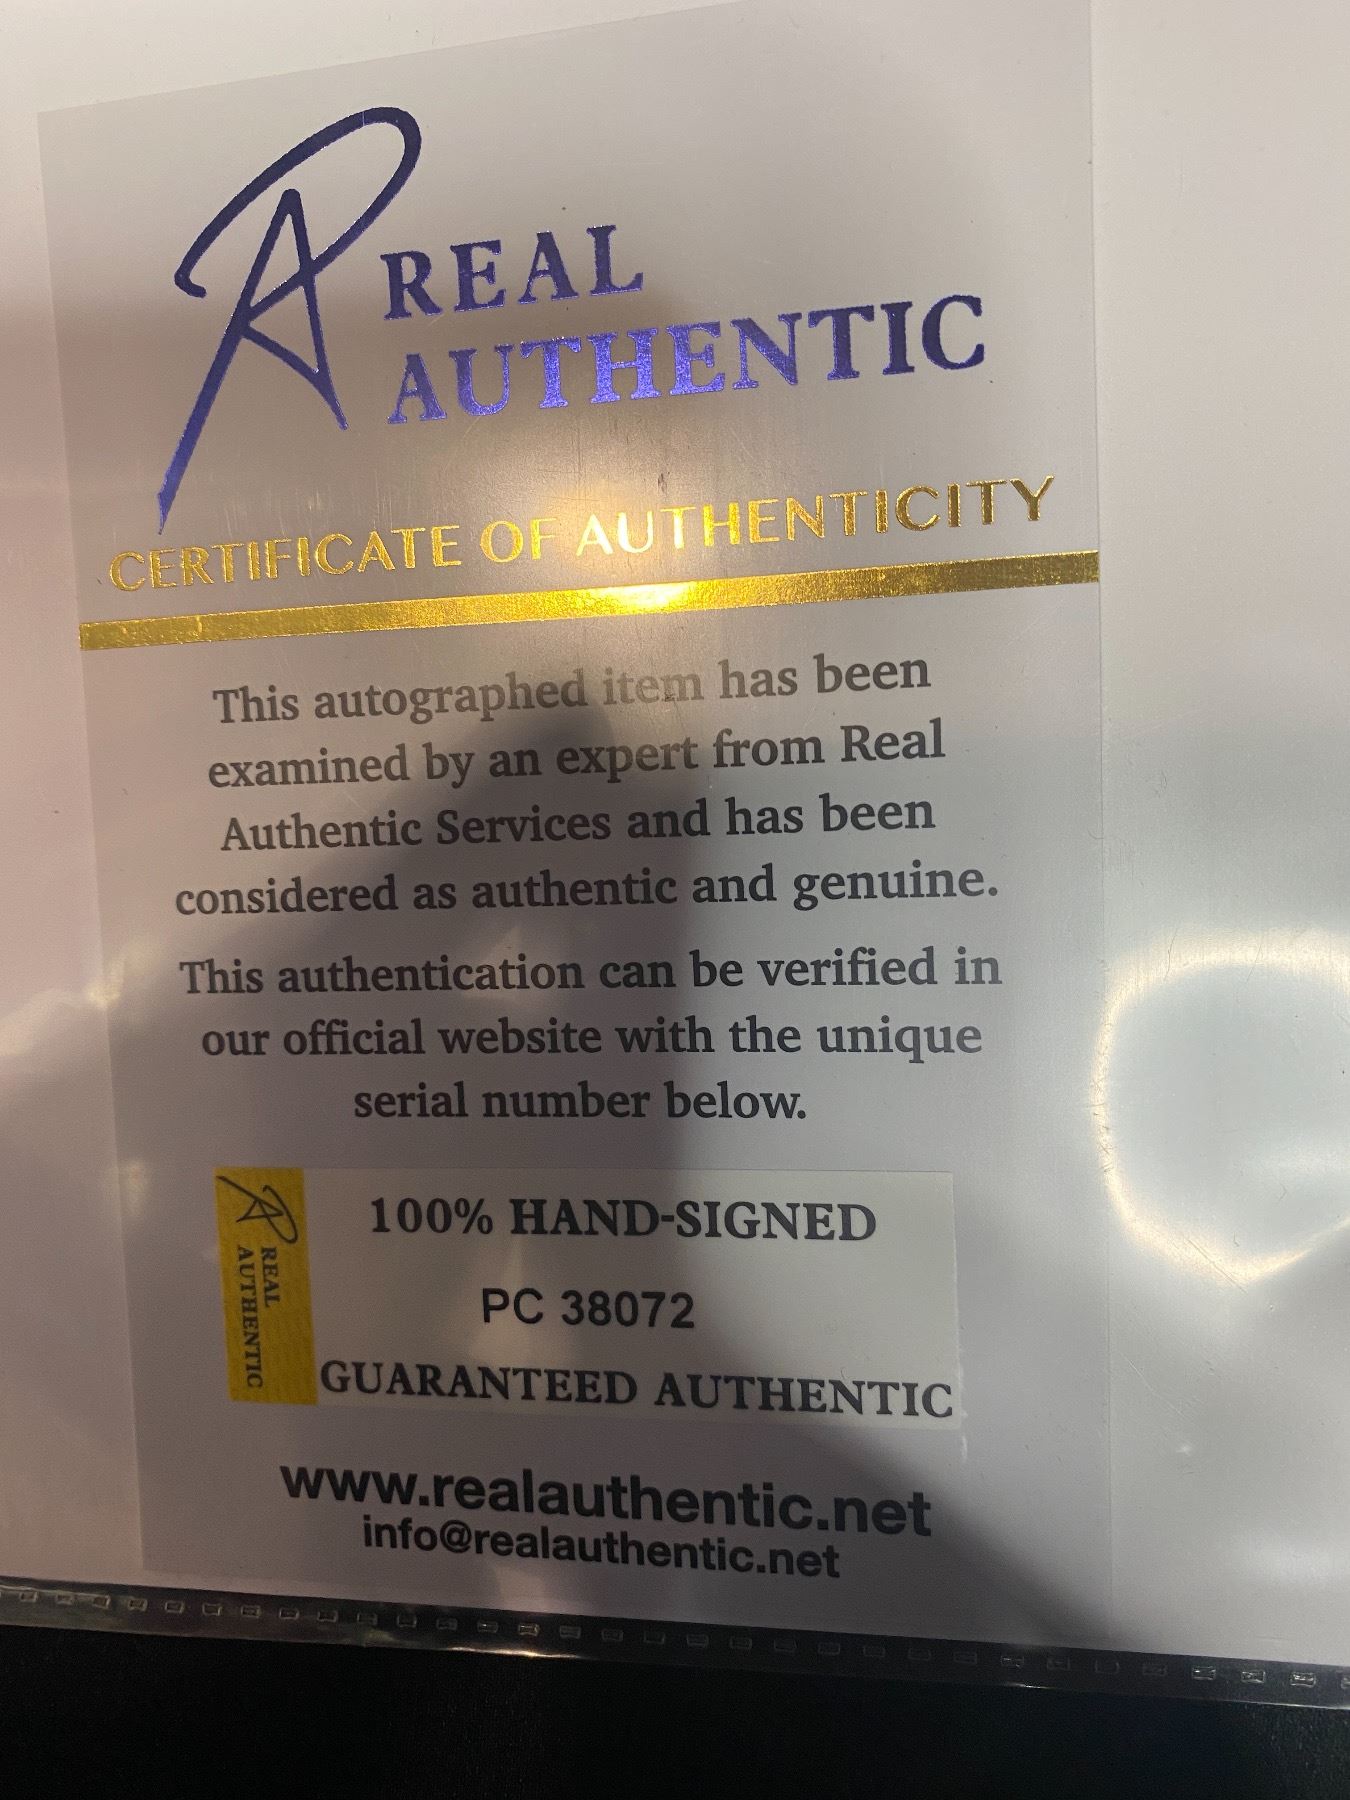 REAL
AUTHENTIC
CERTIFICATE OF AUTHENTICITY
This autographed item has been
examined by an expert from Real
Authentic Services and has been
considered as authentic and genuine.
This authentication can be verified in
our official website with the unique
serial number below.
REAL
AUTHENTIC
100% HAND-SIGNED
PC 38072
GUARANTEED AUTHENTIC
www.realauthentic.net
info@realauthentic.net